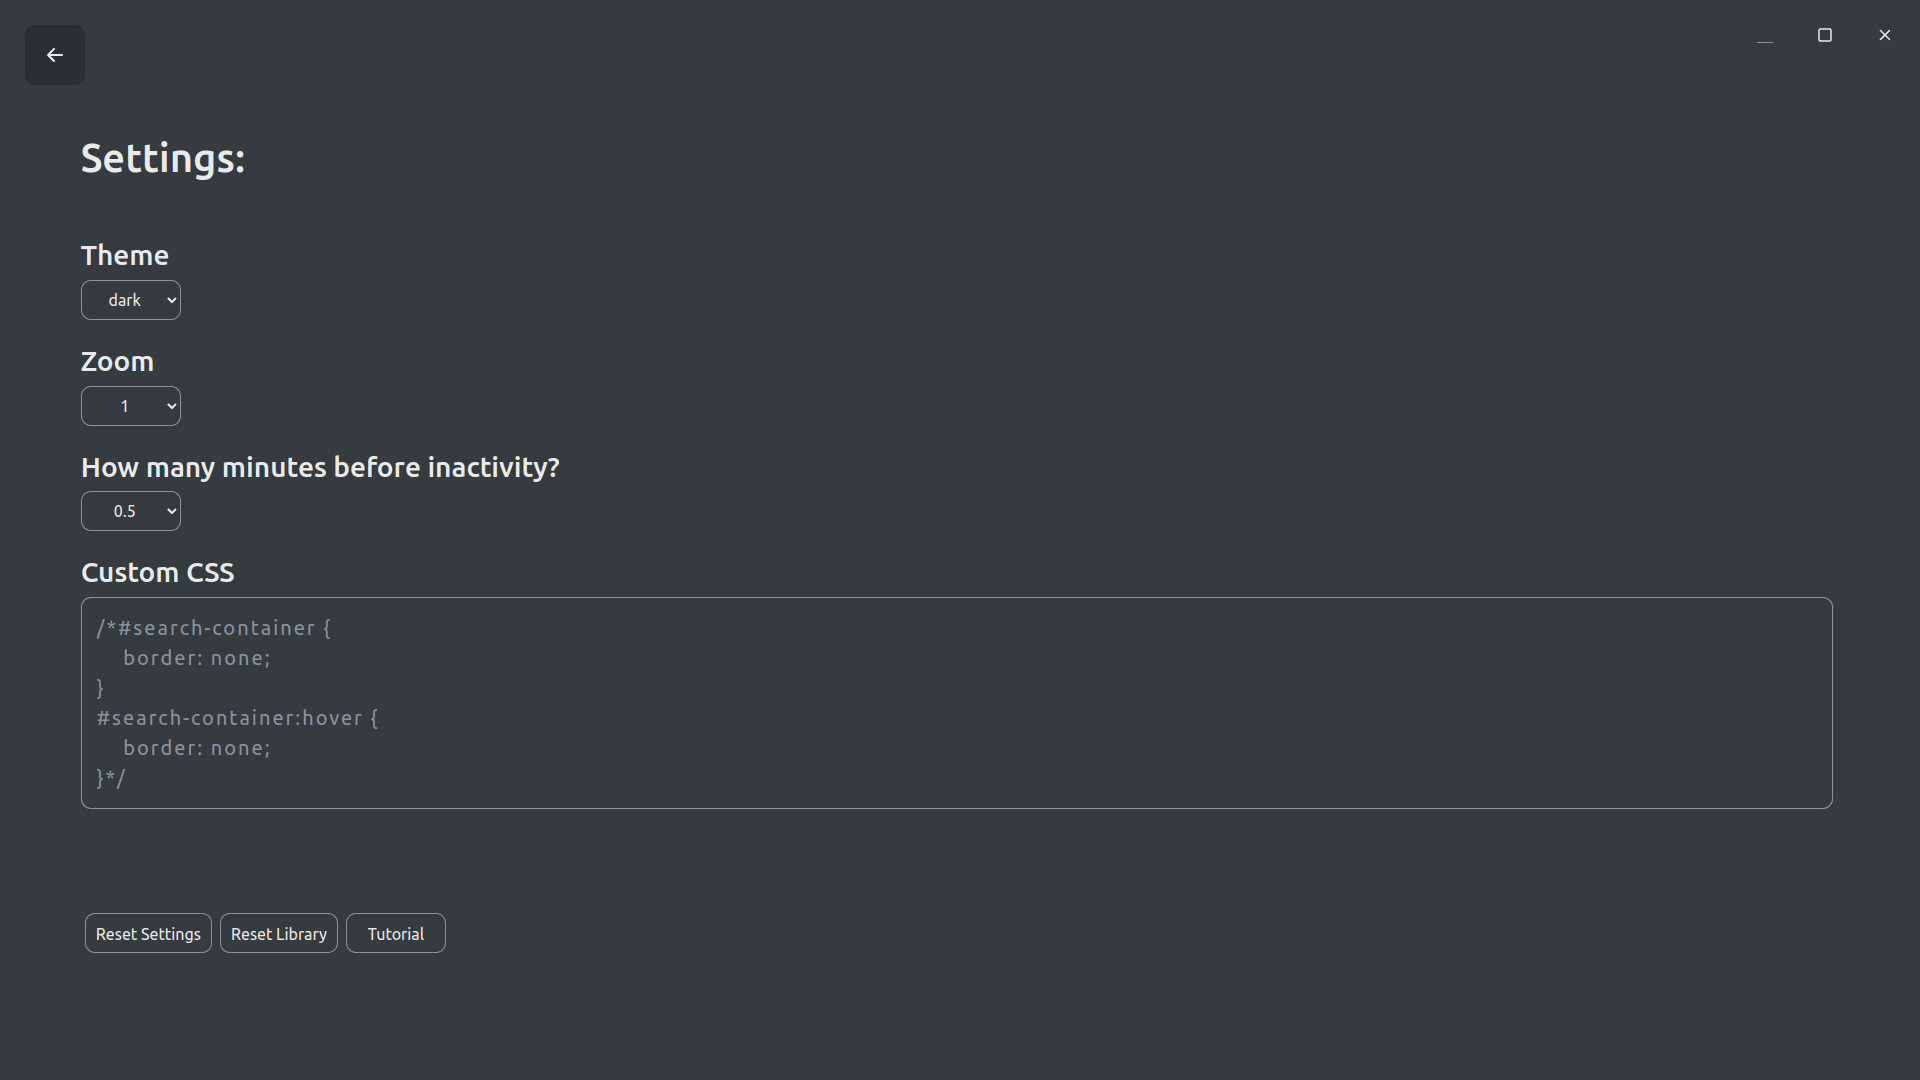 Settings:
Theme
dark
Zoom
1
How many minutes before inactivity?
0.5
Custom CSS
/*#search-container {
    border: none;
}
#search-container:hover {
    border: none;
}*/
Reset Settings Reset Library Tutorial